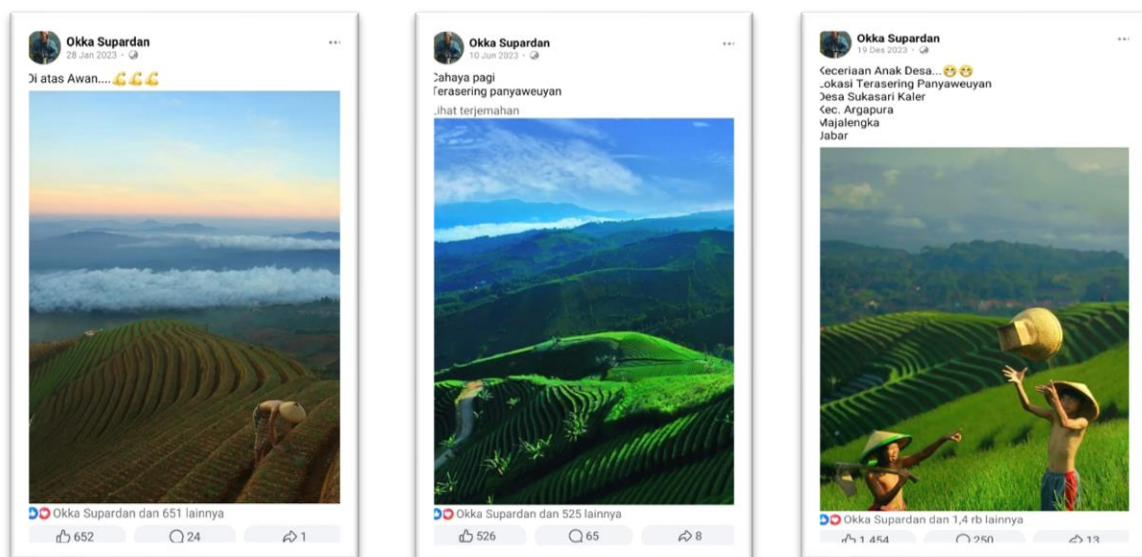 Okka Supardan
28 Jan 2023
Di atas Awan....💪💪💪
Okka Supardan dan 651 lainnya
652 24 1
Okka Supardan
10 Jun 2023
Cahaya pagi
Terasering panyaweuyan
Lihat terjemahan
Okka Supardan dan 525 lainnya
526 65 8
Okka Supardan
19 Des 2023
Keceriaan Anak Desa...😁😁
Lokasi Terasering Panyaweuyan
Desa Sukasari Kaler
Kec. Argapura
Majalengka
Jabar
Okka Supardan dan 1,4 rb lainnya
1.454 250 13